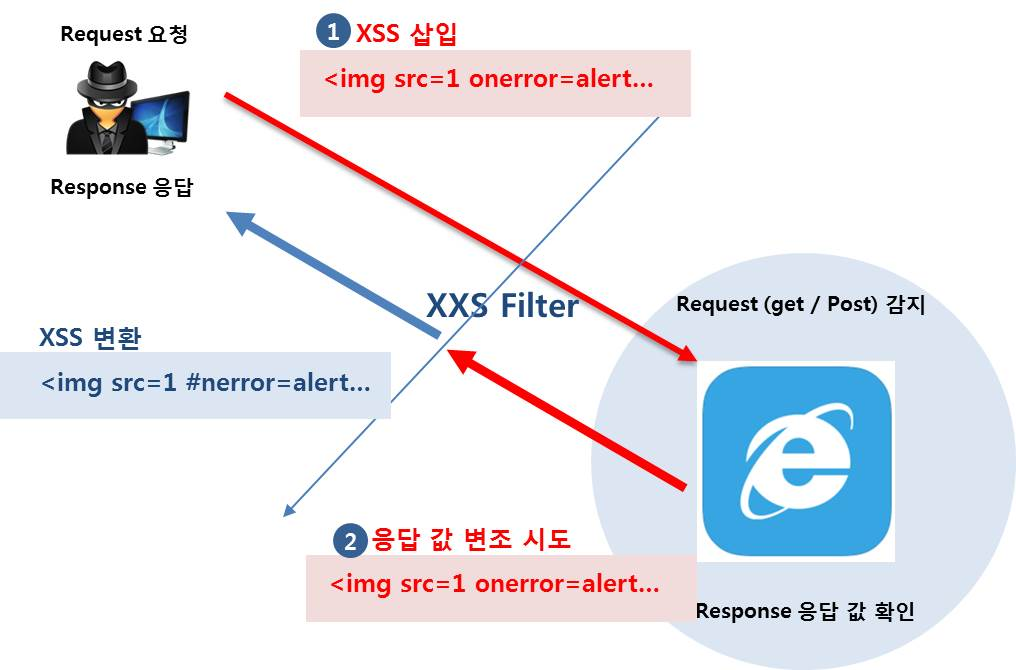 Request 요청
1 XSS 삽입
<img src=1 onerror=alert...
Response 응답
XXS Filter
Request (get / Post) 감지
XSS 변환
<img src=1 #nerror=alert...
2 응답 값 변조 시도
<img src=1 onerror=alert...
Response 응답 값 확인